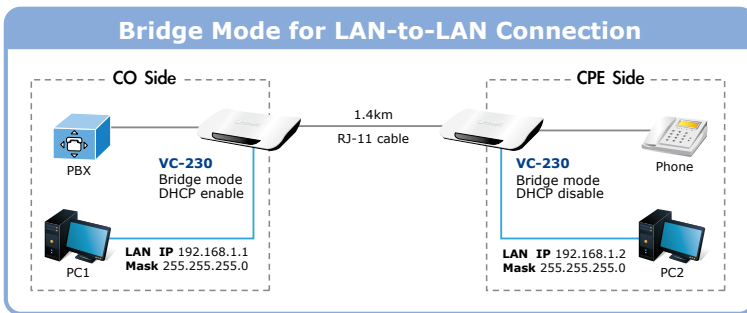 Bridge Mode for LAN-to-LAN Connection
CO Side
CPE Side
1.4km
RJ-11 cable
PBX
VC-230
Bridge mode
DHCP enable
VC-230
Bridge mode
DHCP disable
Phone
PC1
LAN IP 192.168.1.1
Mask 255.255.255.0
LAN IP 192.168.1.2
Mask 255.255.255.0
PC2